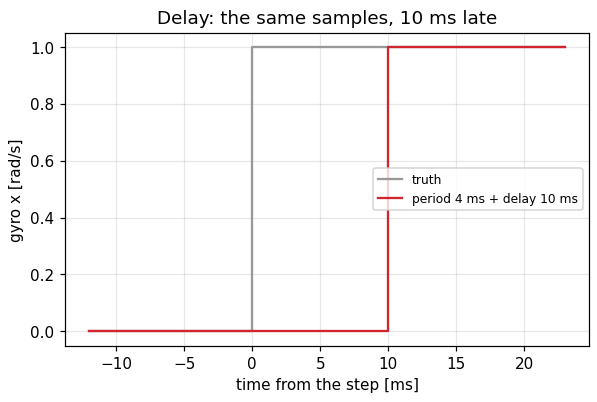 Delay: the same samples, 10 ms late
gyro x [rad/s]
1.0
0.8
0.6
0.4
0.2
0.0
truth
period 4 ms + delay 10 ms
−10 −5 0 5 10 15 20
time from the step [ms]